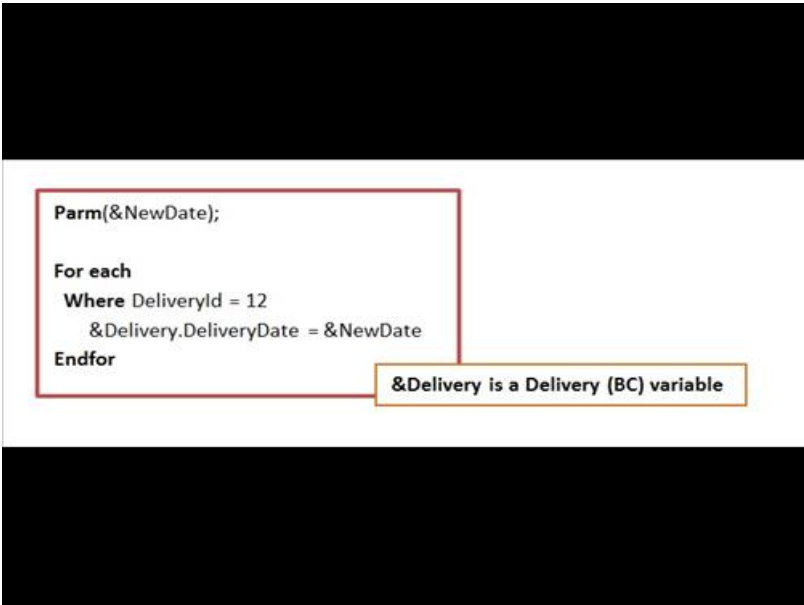 Parm(&NewDate);
For each
Where DeliveryId = 12
&Delivery.DeliveryDate = &NewDate
Endfor
&Delivery is a Delivery (BC) variable